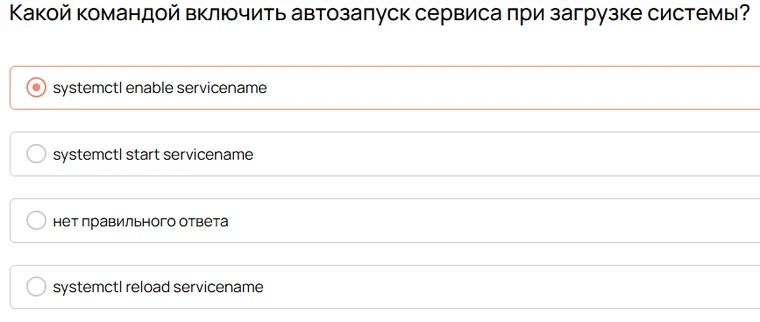 Какой командой включить автозапуск сервиса при загрузке системы?
systemctl enable servicename
systemctl start servicename
нет правильного ответа
systemctl reload servicename